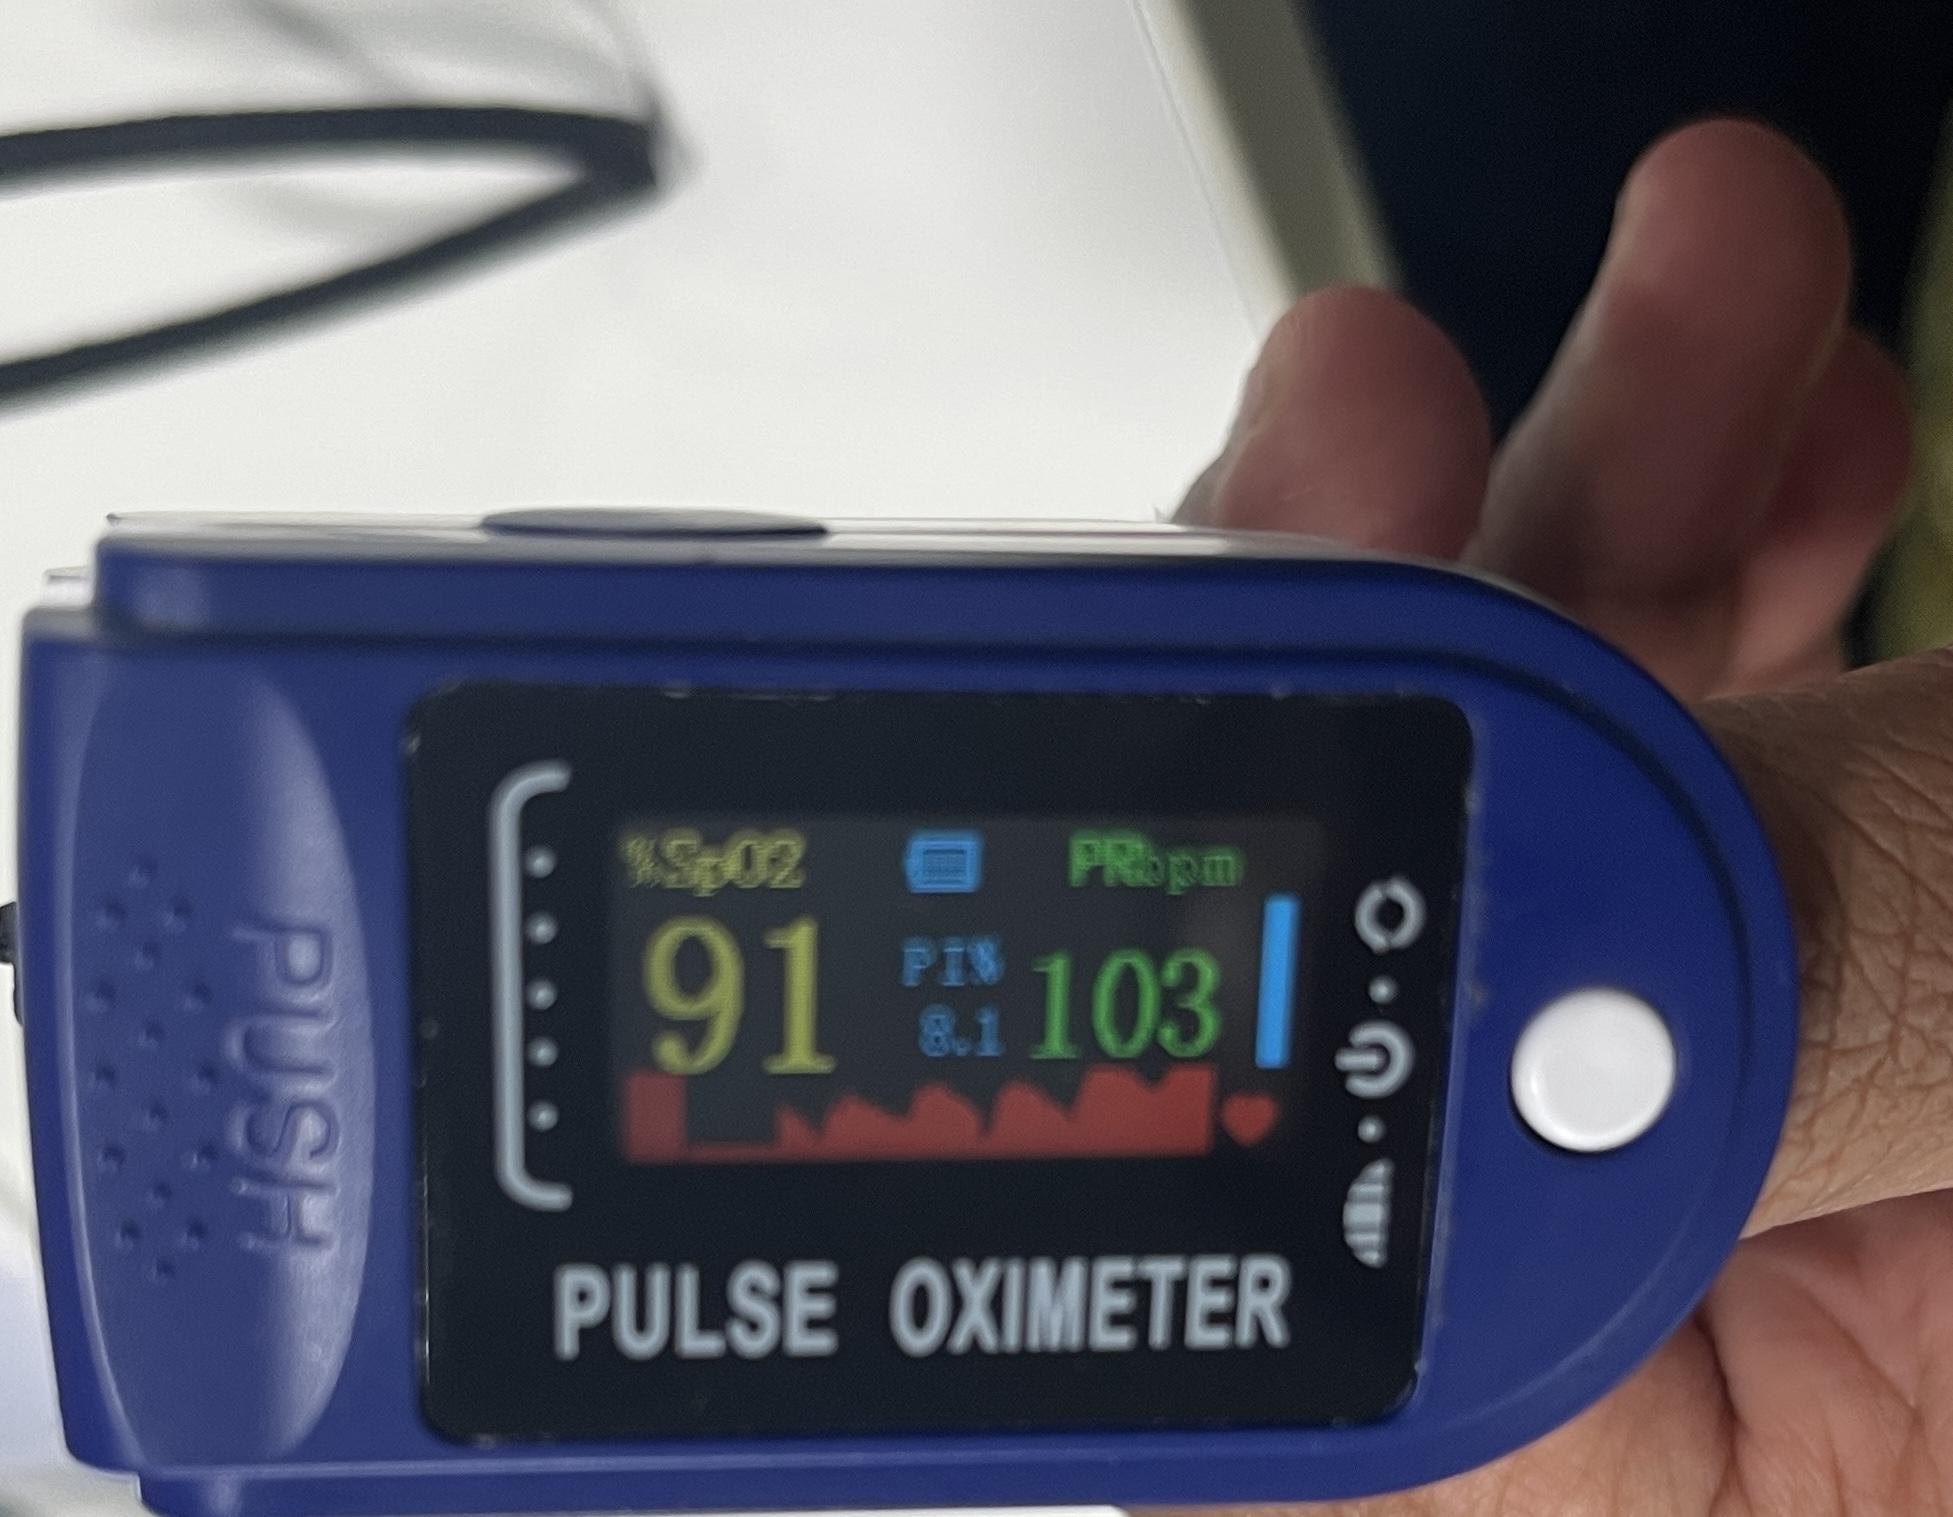 %SpO2 PRbpm
91 PI% 103
8.1
PULSE OXIMETER
PUSH